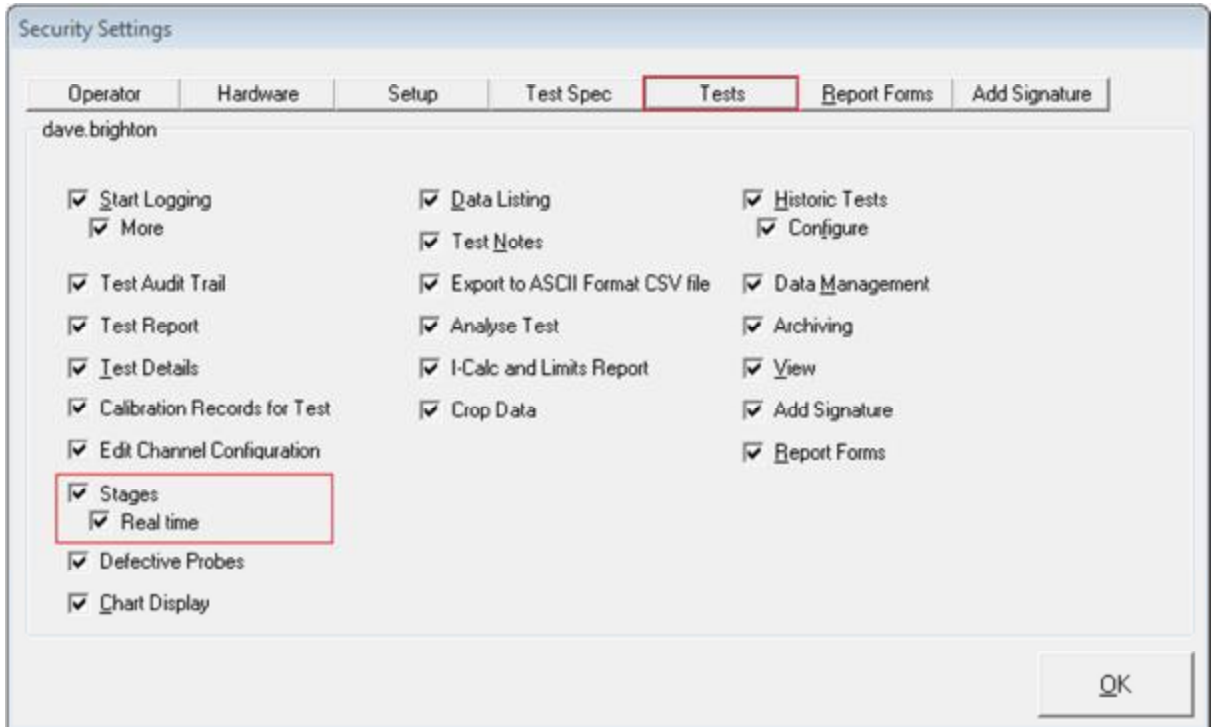 Security Settings
Operator Hardware Setup Test Spec Tests Report Forms Add Signature
dave.brighton
Start Logging
More
Test Audit Trail
Test Report
Test Details
Calibration Records for Test
Edit Channel Configuration
Stages
Real time
Defective Probes
Chart Display
Data Listing
Test Notes
Export to ASCII Format CSV file
Analyse Test
I-Calc and Limits Report
Crop Data
Historic Tests
Configure
Data Management
Archiving
View
Add Signature
Report Forms
OK